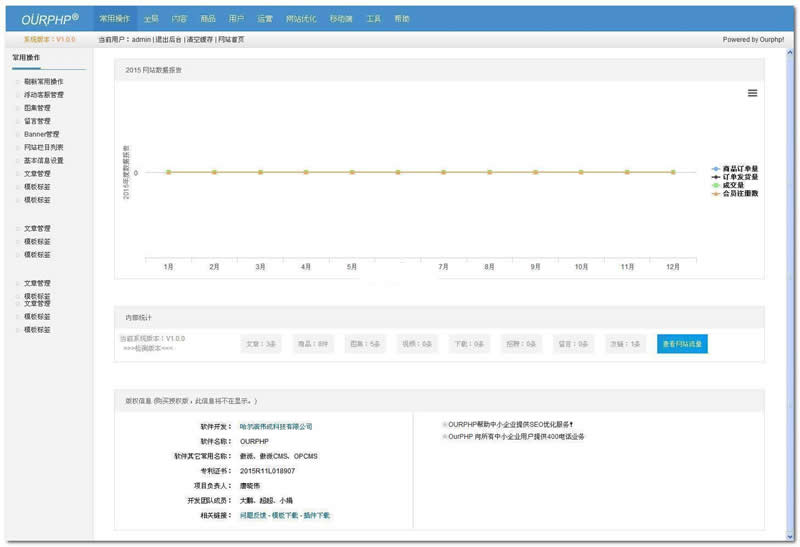 OURPHP®
常用操作 全局 内容 商品 用户 运营 网站优化 移动端 工具 帮助
系统版本：V1.0.0
当前用户：admin | 退出后台 | 清空缓存 | 网站首页
Powered by Ourphp!
常用操作
刷新常用操作
浮动客服管理
图集管理
留言管理
Banner管理
网站栏目列表
基本信息设置
文章管理
模板标签
模板标签
文章管理
模板标签
模板标签
文章管理
模板标签
文章管理
模板标签
模板标签
2015 网站数据报告
2015年度数据报告
0
商品订单量
订单发货量
成交量
会员注册数
1月 2月 3月 4月 5月 7月 8月 9月 10月 11月 12月
内部统计
当前系统版本：V1.0.0
>>>检测版本<<<
文章：3条 商品：8件 图集：5条 视频：0条 下载：0条 招聘：0条 留言：0条 友链：1条 查看网站流量
版权信息 (购买授权版，此信息将不在显示。)
软件开发： 哈尔滨伟成科技有限公司
软件名称： OURPHP
软件其它常用名称： 傲派、傲派CMS、OPCMS
专利证书： 2015R11L018907
项目负责人： 唐晓伟
开发团队成员： 大鹏、超超、小娟
相关链接： 问题反馈 - 模板下载 - 插件下载
☆OURPHP帮助中小企业提供SEO优化服务!
☆OurPHP 向所有中小企业用户提供400电话业务